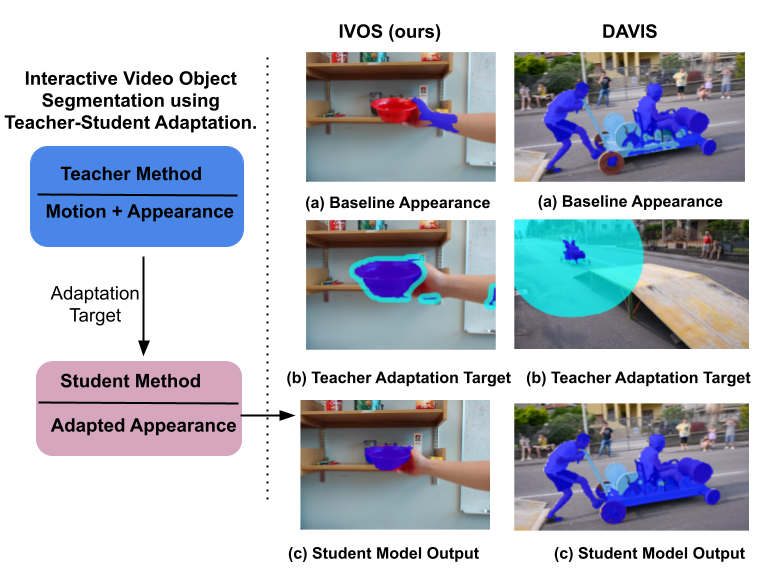 IVOS (ours)
DAVIS
Interactive Video Object
Segmentation using
Teacher-Student Adaptation.
Teacher Method
Motion + Appearance
Adaptation
Target
Student Method
Adapted Appearance
(a) Baseline Appearance
(a) Baseline Appearance
(b) Teacher Adaptation Target
(b) Teacher Adaptation Target
(c) Student Model Output
(c) Student Model Output